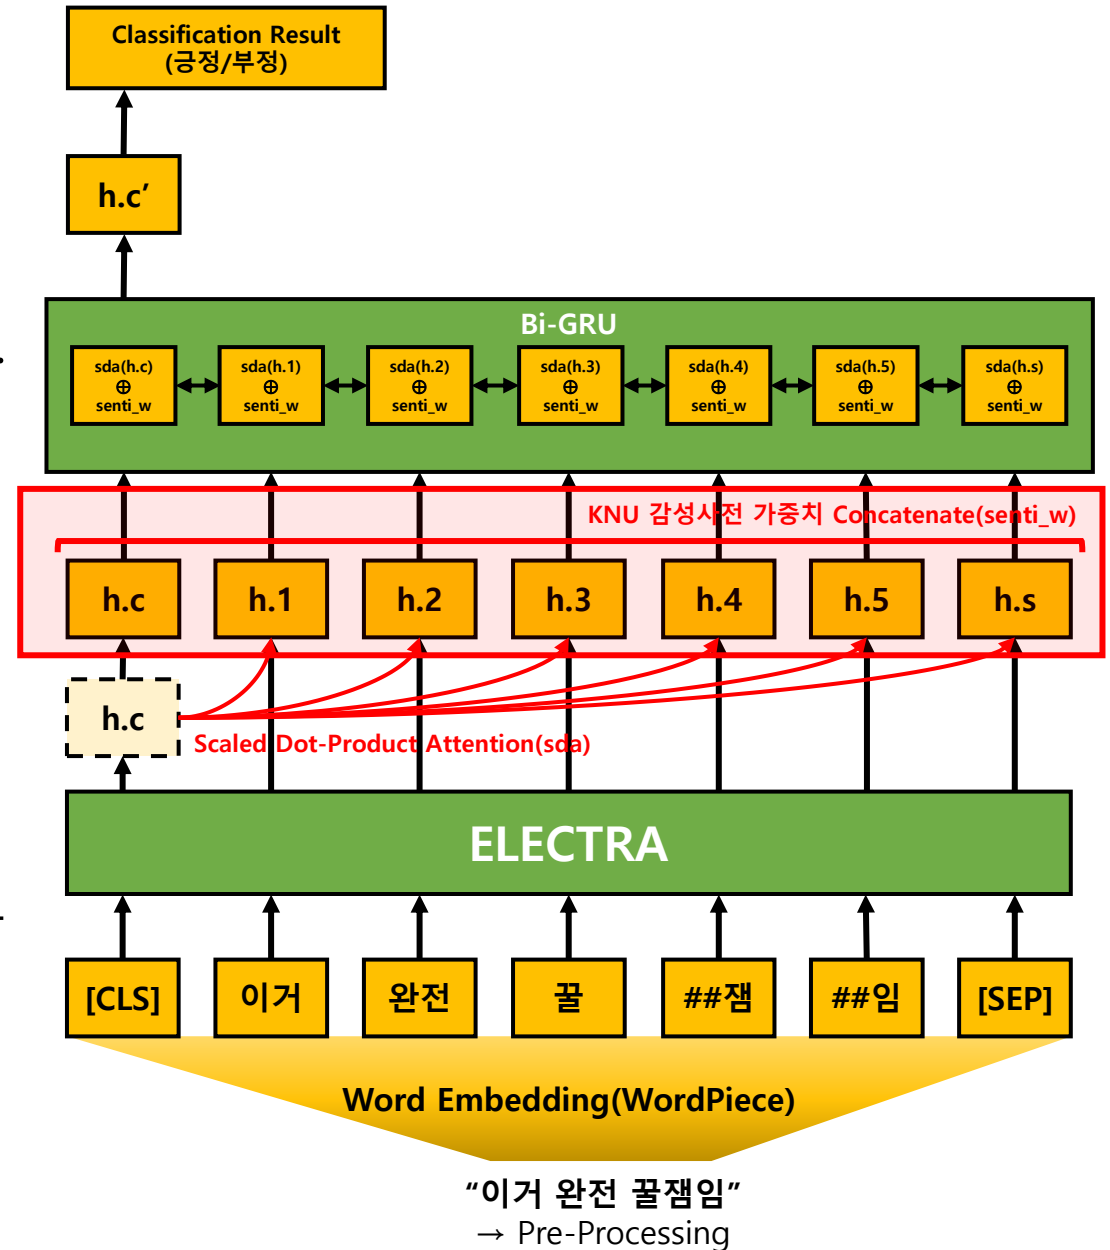 Classification Result
(긍정/부정)
h.c’
Bi-GRU
sda(h.c) sda(h.1) sda(h.2) sda(h.3) sda(h.4) sda(h.5) sda(h.s)
⊕ ⊕ ⊕ ⊕ ⊕ ⊕ ⊕
senti_w senti_w senti_w senti_w senti_w senti_w senti_w
KNU 감성사전 가중치 Concatenate(senti_w)
h.c h.1 h.2 h.3 h.4 h.5 h.s
h.c
Scaled Dot-Product Attention(sda)
ELECTRA
[CLS] 이거 완전 꿀 ##잼 ##임 [SEP]
Word Embedding(WordPiece)
“이거 완전 꿀잼임”
→ Pre-Processing